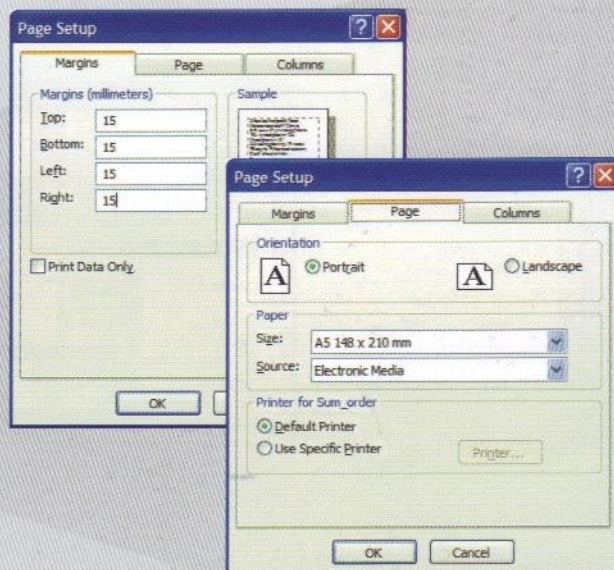 Page Setup
Margins
Page
Columns
Margins (millimeters)
Top:
15
Bottom:
15
Left:
15
Right:
15
Sample
Print Data Only
OK
Page Setup
Margins
Page
Columns
Orientation
A
Portrait
A
Landscape
Paper
Size:
A5 148 x 210 mm
Source:
Electronic Media
Printer for Sum_order
Default Printer
Use Specific Printer
Printer...
OK
Cancel